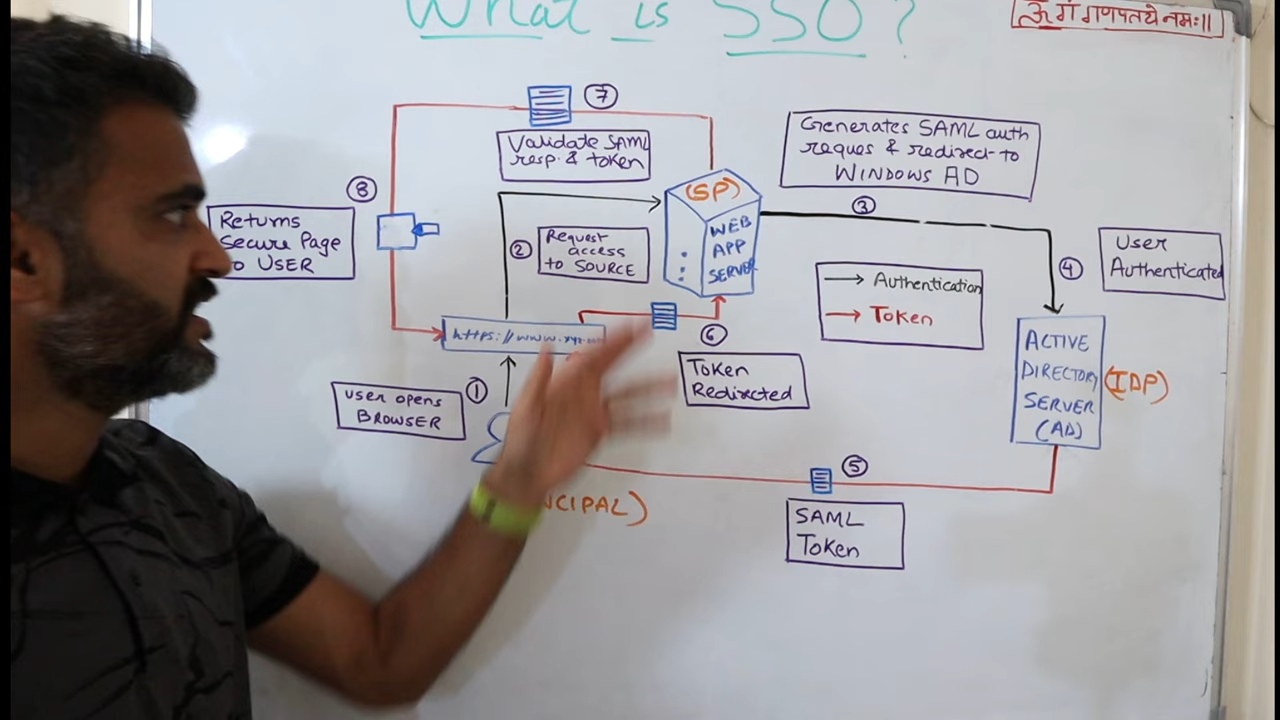 What is SSO?
ॐ गं गणपतये नमः॥
7
Validate SAML
resp. & token
Generates SAML auth
reques & redirect to
WINDOWS AD
8
Returns
Secure Page
to USER
2
Request
access
to SOURCE
(SP)
WEB
APP
SERVER
3
4
User
Authenticated
Authentication
Token
https://www.xyz
6
Token
Redirected
1
user opens
BROWSER
ACTIVE
DIRECTORY
SERVER
(AD)
(IDP)
5
SAML
Token
NCIPAL)